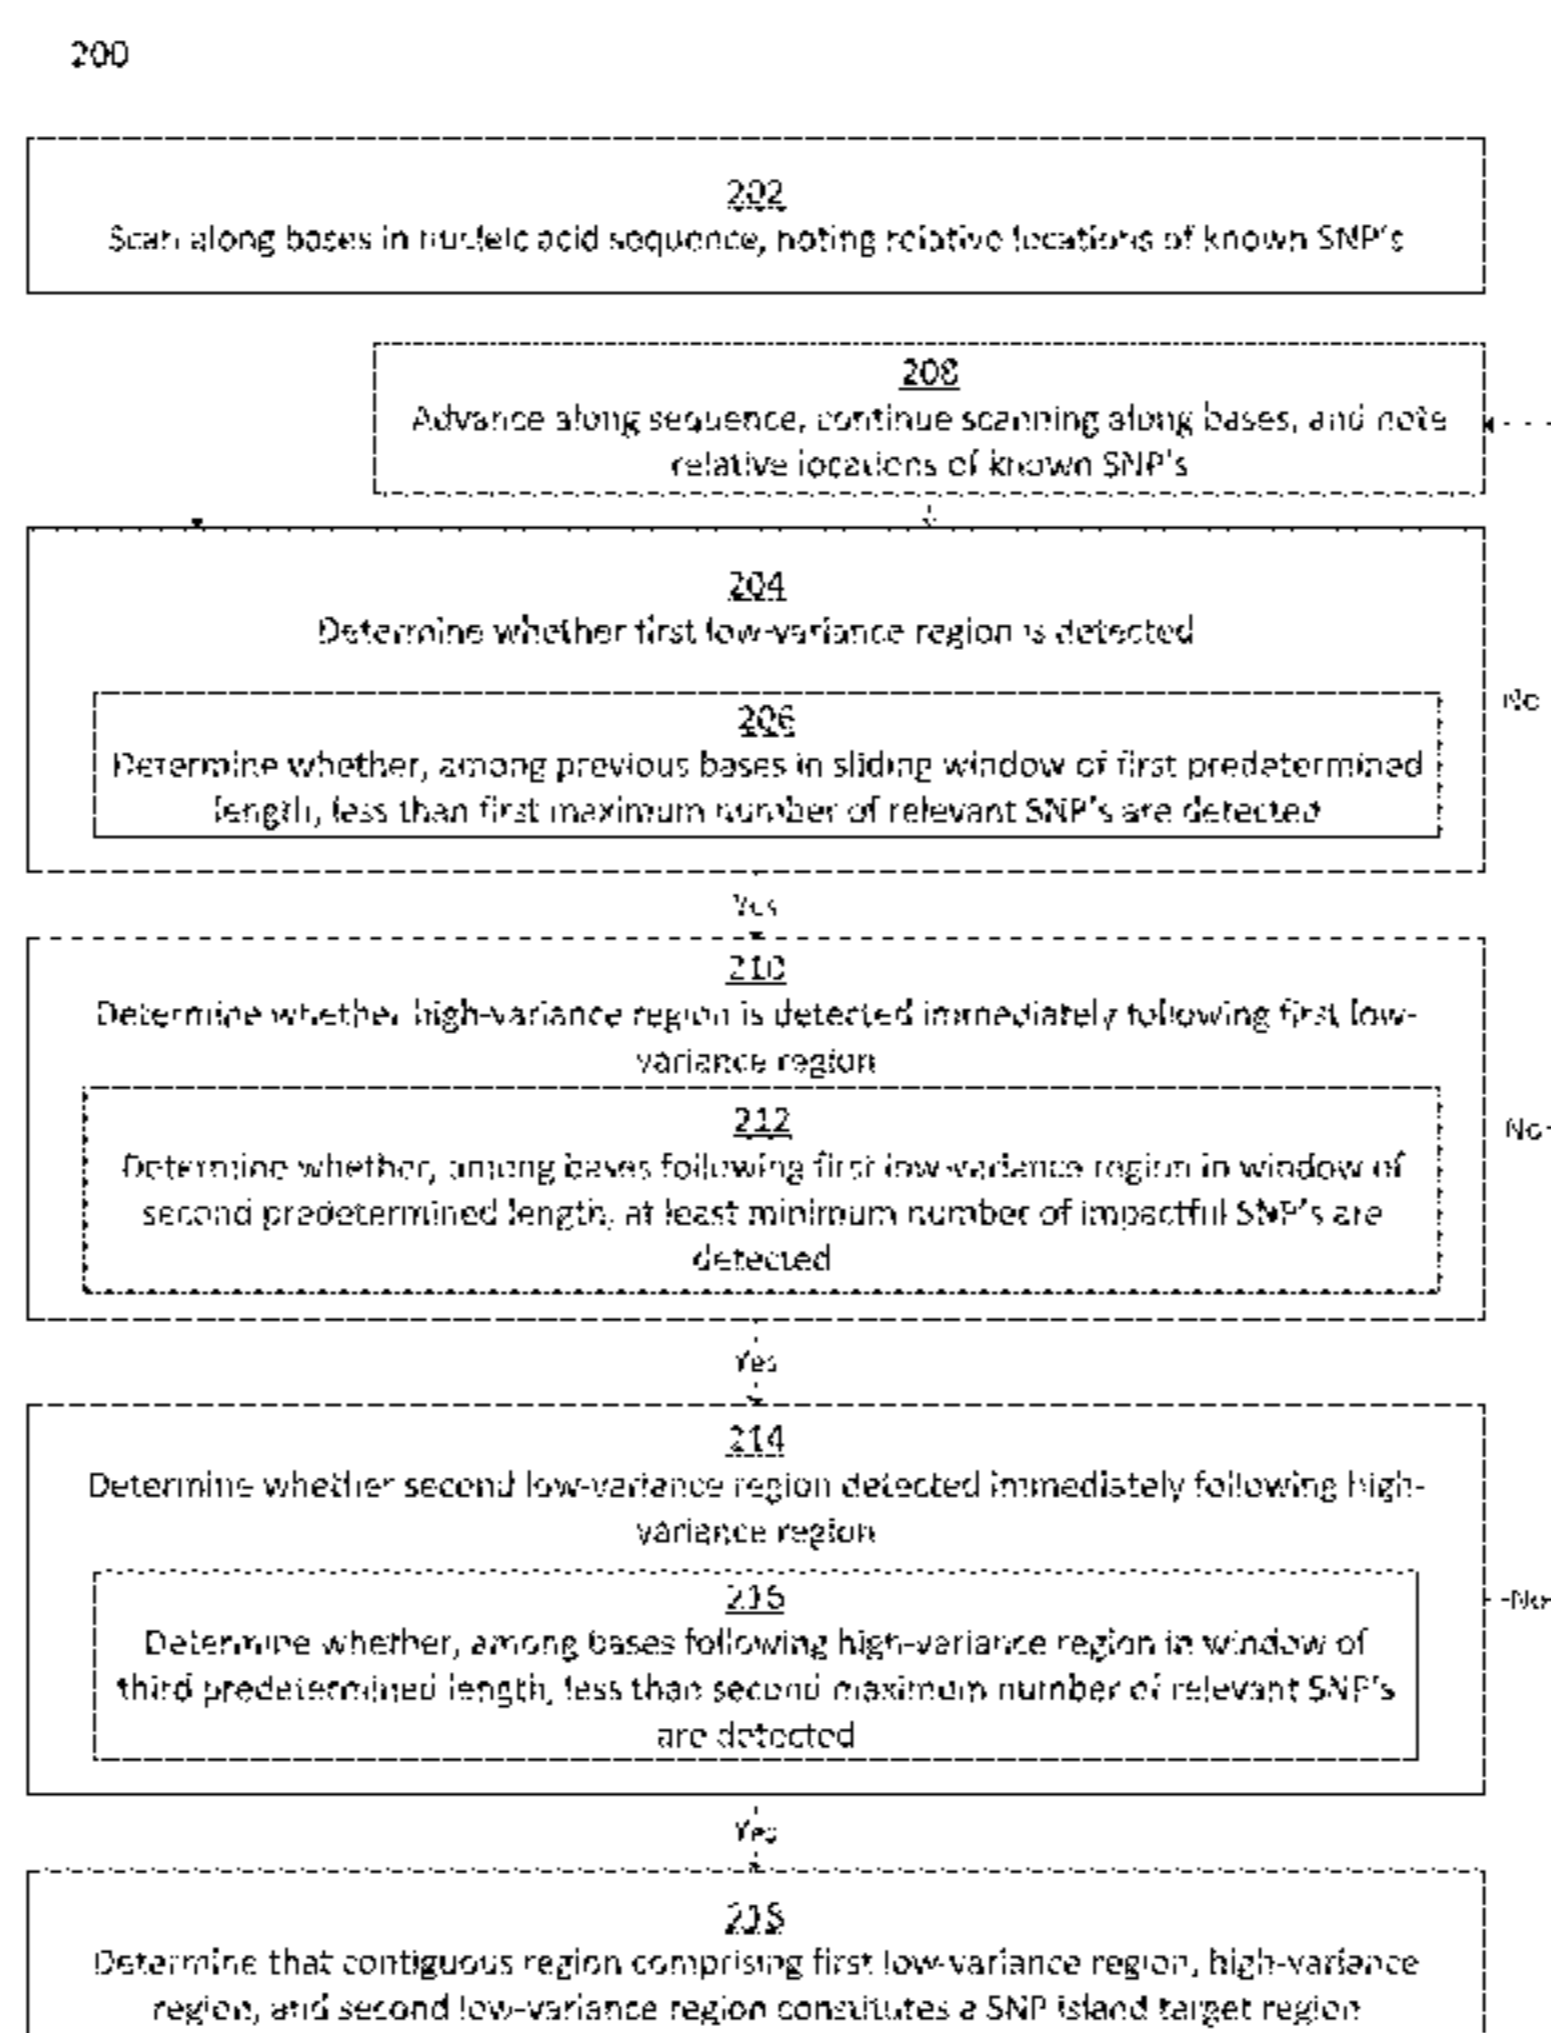 200
202
Scan along bases in nucleic acid sequence, noting relative locations of known SNP's
208
Advance along sequence, continue scanning along bases, and note
relative locations of known SNP's
204
Determine whether first low-variance region is detected
No
206
Determine whether, among previous bases in sliding window of first predetermined
length, less than first maximum number of relevant SNP's are detected
Yes
210
Determine whether high-variance region is detected immediately following first low-
variance region
212
No
Determine whether, among bases following first low-variance region in window of
second predetermined length, at least minimum number of impactful SNP's are
detected
Yes
214
Determine whether second low-variance region detected immediately following high-
variance region
216
No
Determine whether, among bases following high-variance region in window of
third predetermined length, less than second maximum number of relevant SNP's
are detected
Yes
218
Determine that contiguous region comprising first low-variance region, high-variance
region, and second low-variance region constitutes a SNP island target region